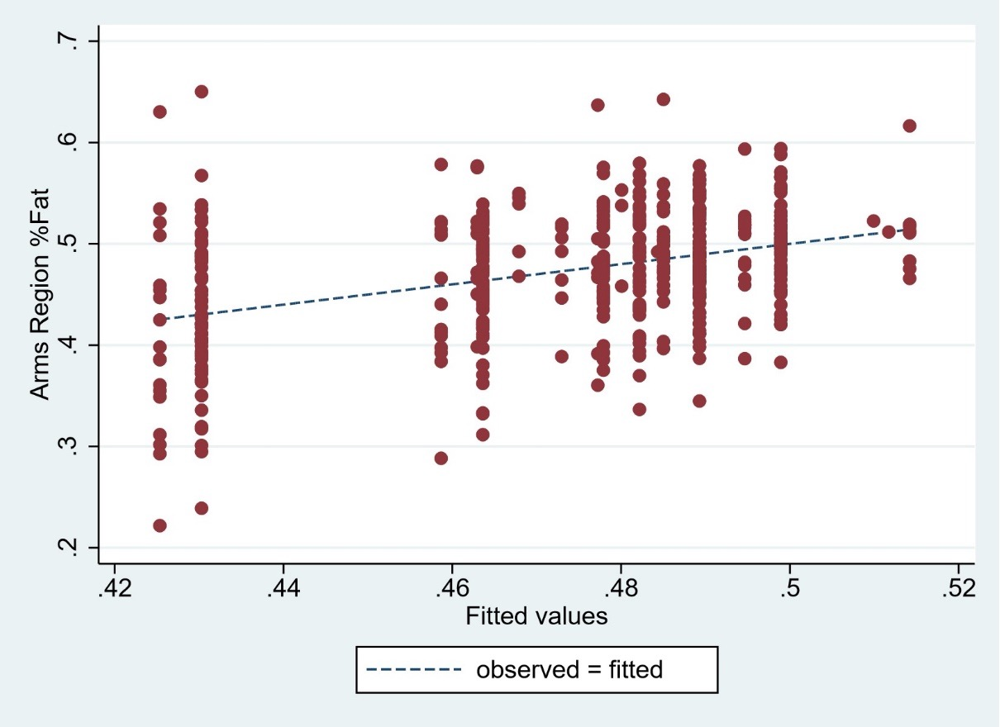 .7
.6
.5
.4
.3
.2
Arms Region %Fat
.42 .44 .46 .48 .5 .52
Fitted values
observed = fitted